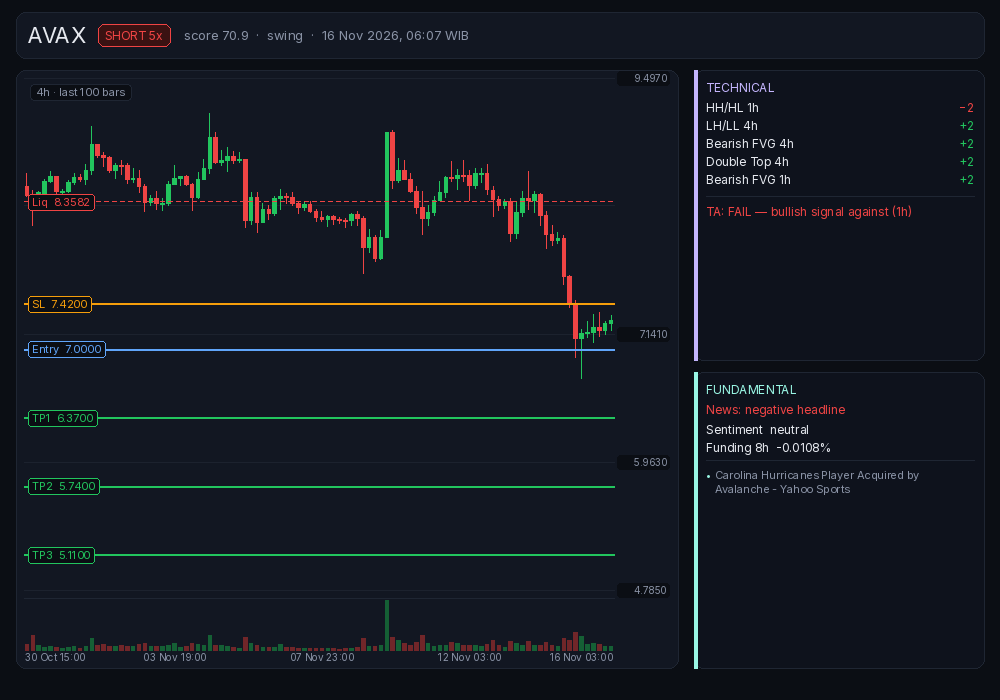 AVAX SHORT 5x score 70.9 · swing · 16 Nov 2026, 06:07 WIB
4h · last 100 bars
9.4970
Liq 8.3582
SL 7.4200
7.1410
Entry 7.0000
TP1 6.3700
5.9630
TP2 5.7400
TP3 5.1100
4.7850
30 Oct 15:00 03 Nov 19:00 07 Nov 23:00 12 Nov 03:00 16 Nov 03:00
TECHNICAL
HH/HL 1h −2
LH/LL 4h +2
Bearish FVG 4h +2
Double Top 4h +2
Bearish FVG 1h +2
TA: FAIL — bullish signal against (1h)
FUNDAMENTAL
News: negative headline
Sentiment neutral
Funding 8h -0.0108%
• Carolina Hurricanes Player Acquired by
Avalanche - Yahoo Sports